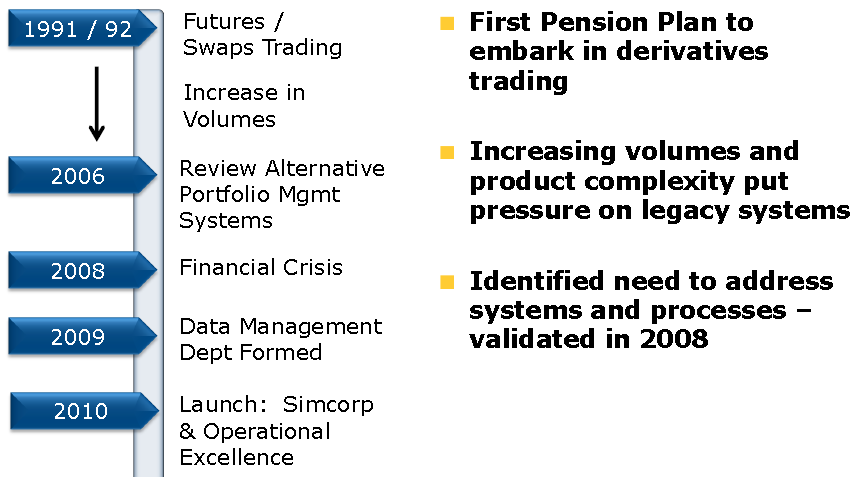 1991 / 92
Futures /
Swaps Trading
Increase in
Volumes
2006
Review Alternative
Portfolio Mgmt
Systems
2008
Financial Crisis
2009
Data Management
Dept Formed
2010
Launch:  Simcorp
& Operational
Excellence
First Pension Plan to
embark in derivatives
trading
Increasing volumes and
product complexity put
pressure on legacy systems
Identified need to address
systems and processes –
validated in 2008